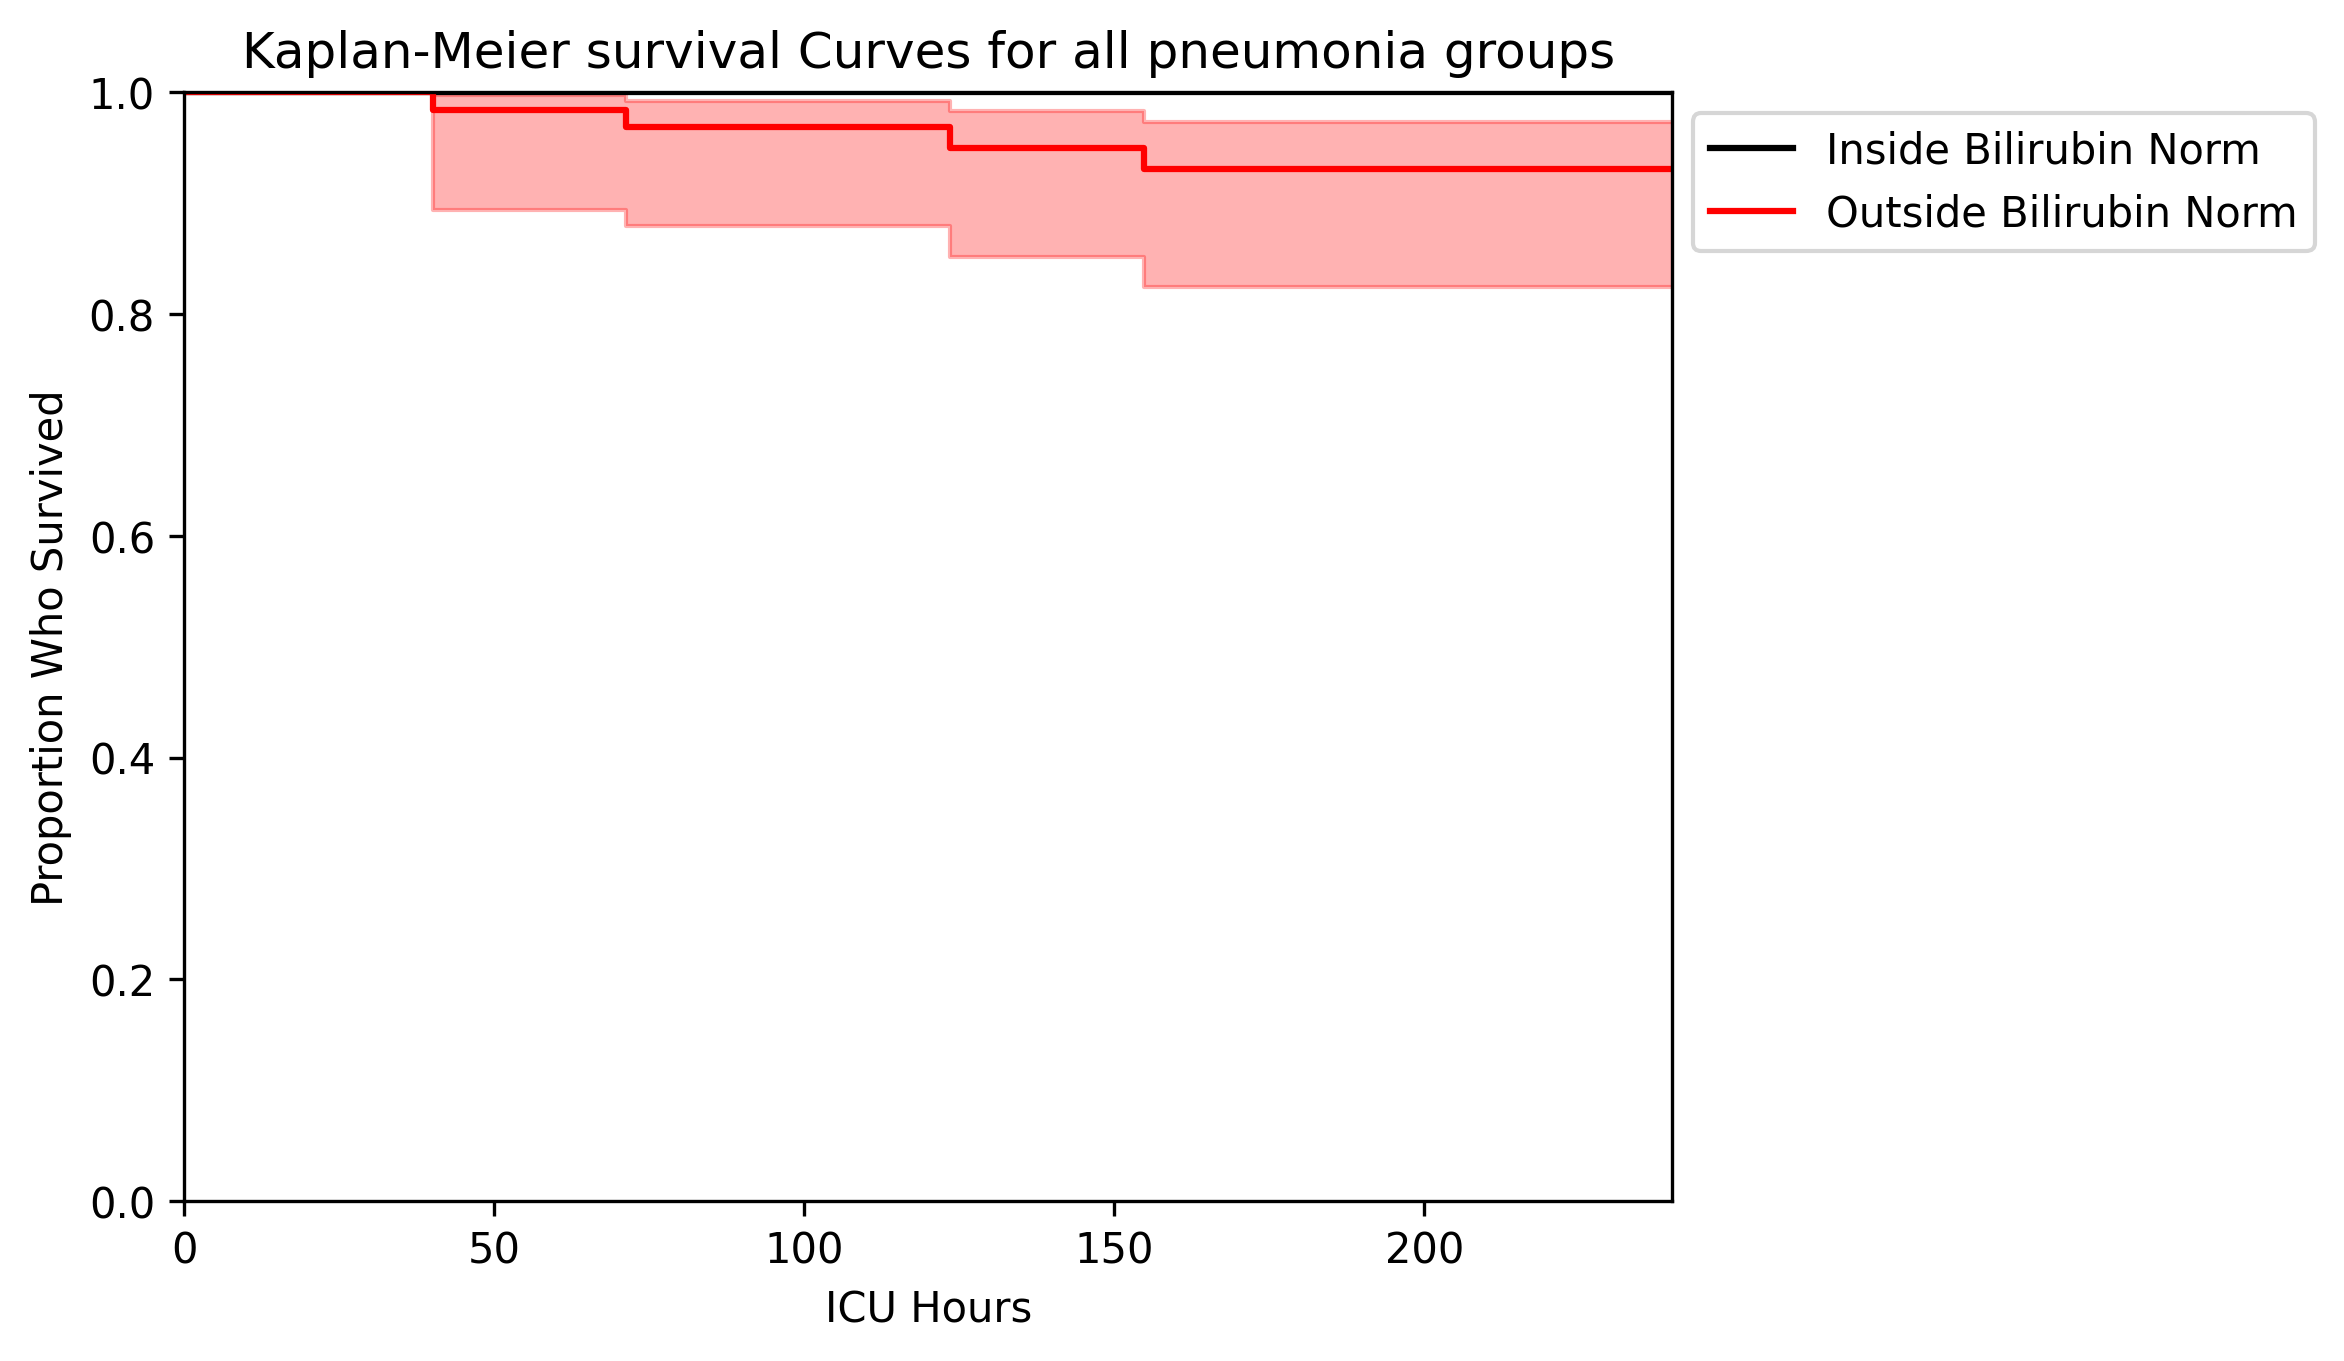 Kaplan-Meier survival Curves for all pneumonia groups
1.0
0.8
0.6
0.4
0.2
0.0
Proportion Who Survived
0 50 100 150 200
ICU Hours
Inside Bilirubin Norm
Outside Bilirubin Norm